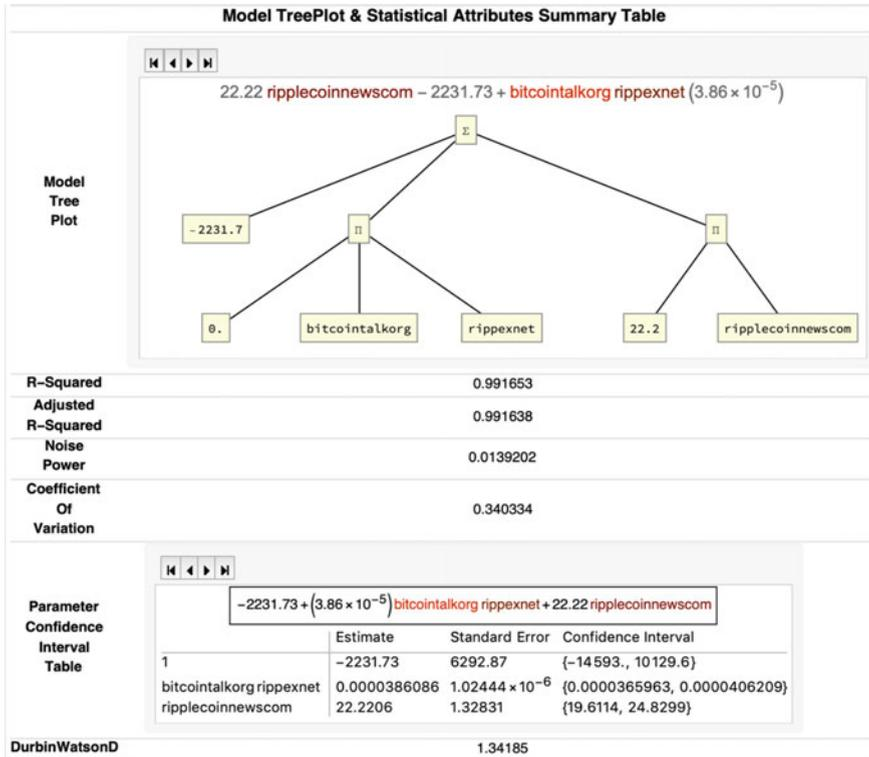 Model TreePlot & Statistical Attributes Summary Table
22.22 ripplecoinnewscom − 2231.73 + bitcointalkorg rippexnet (3.86 × 10⁻⁵)
Σ
Model
Tree
Plot
-2231.7
Π
Π
0.
bitcointalkorg
rippexnet
22.2
ripplecoinnewscom
R−Squared
0.991653
Adjusted
R−Squared
0.991638
Noise
Power
0.0139202
Coefficient
Of
Variation
0.340334
Parameter
Confidence
Interval
Table
−2231.73 + (3.86 × 10⁻⁵) bitcointalkorg rippexnet + 22.22 ripplecoinnewscom
Estimate Standard Error Confidence Interval
1 −2231.73 6292.87 {−14593., 10129.6}
bitcointalkorg rippexnet 0.0000386086 1.02444 × 10⁻⁶ {0.0000365963, 0.0000406209}
ripplecoinnewscom 22.2206 1.32831 {19.6114, 24.8299}
DurbinWatsonD
1.34185